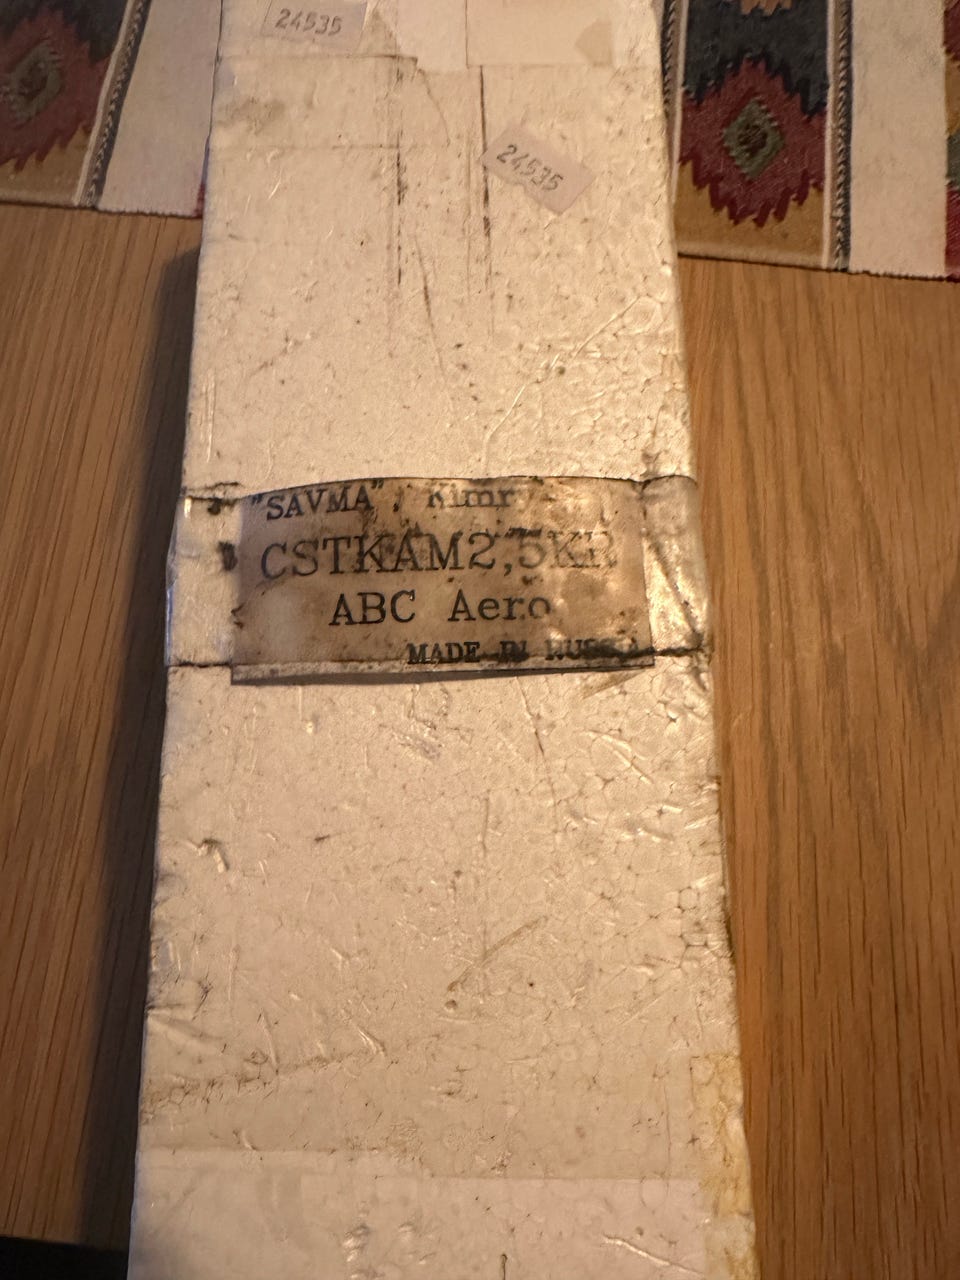 24535
24535
"SAVMA", Kimry
CSTKAM2,5KR
ABC Aero
MADE IN RUSSIA